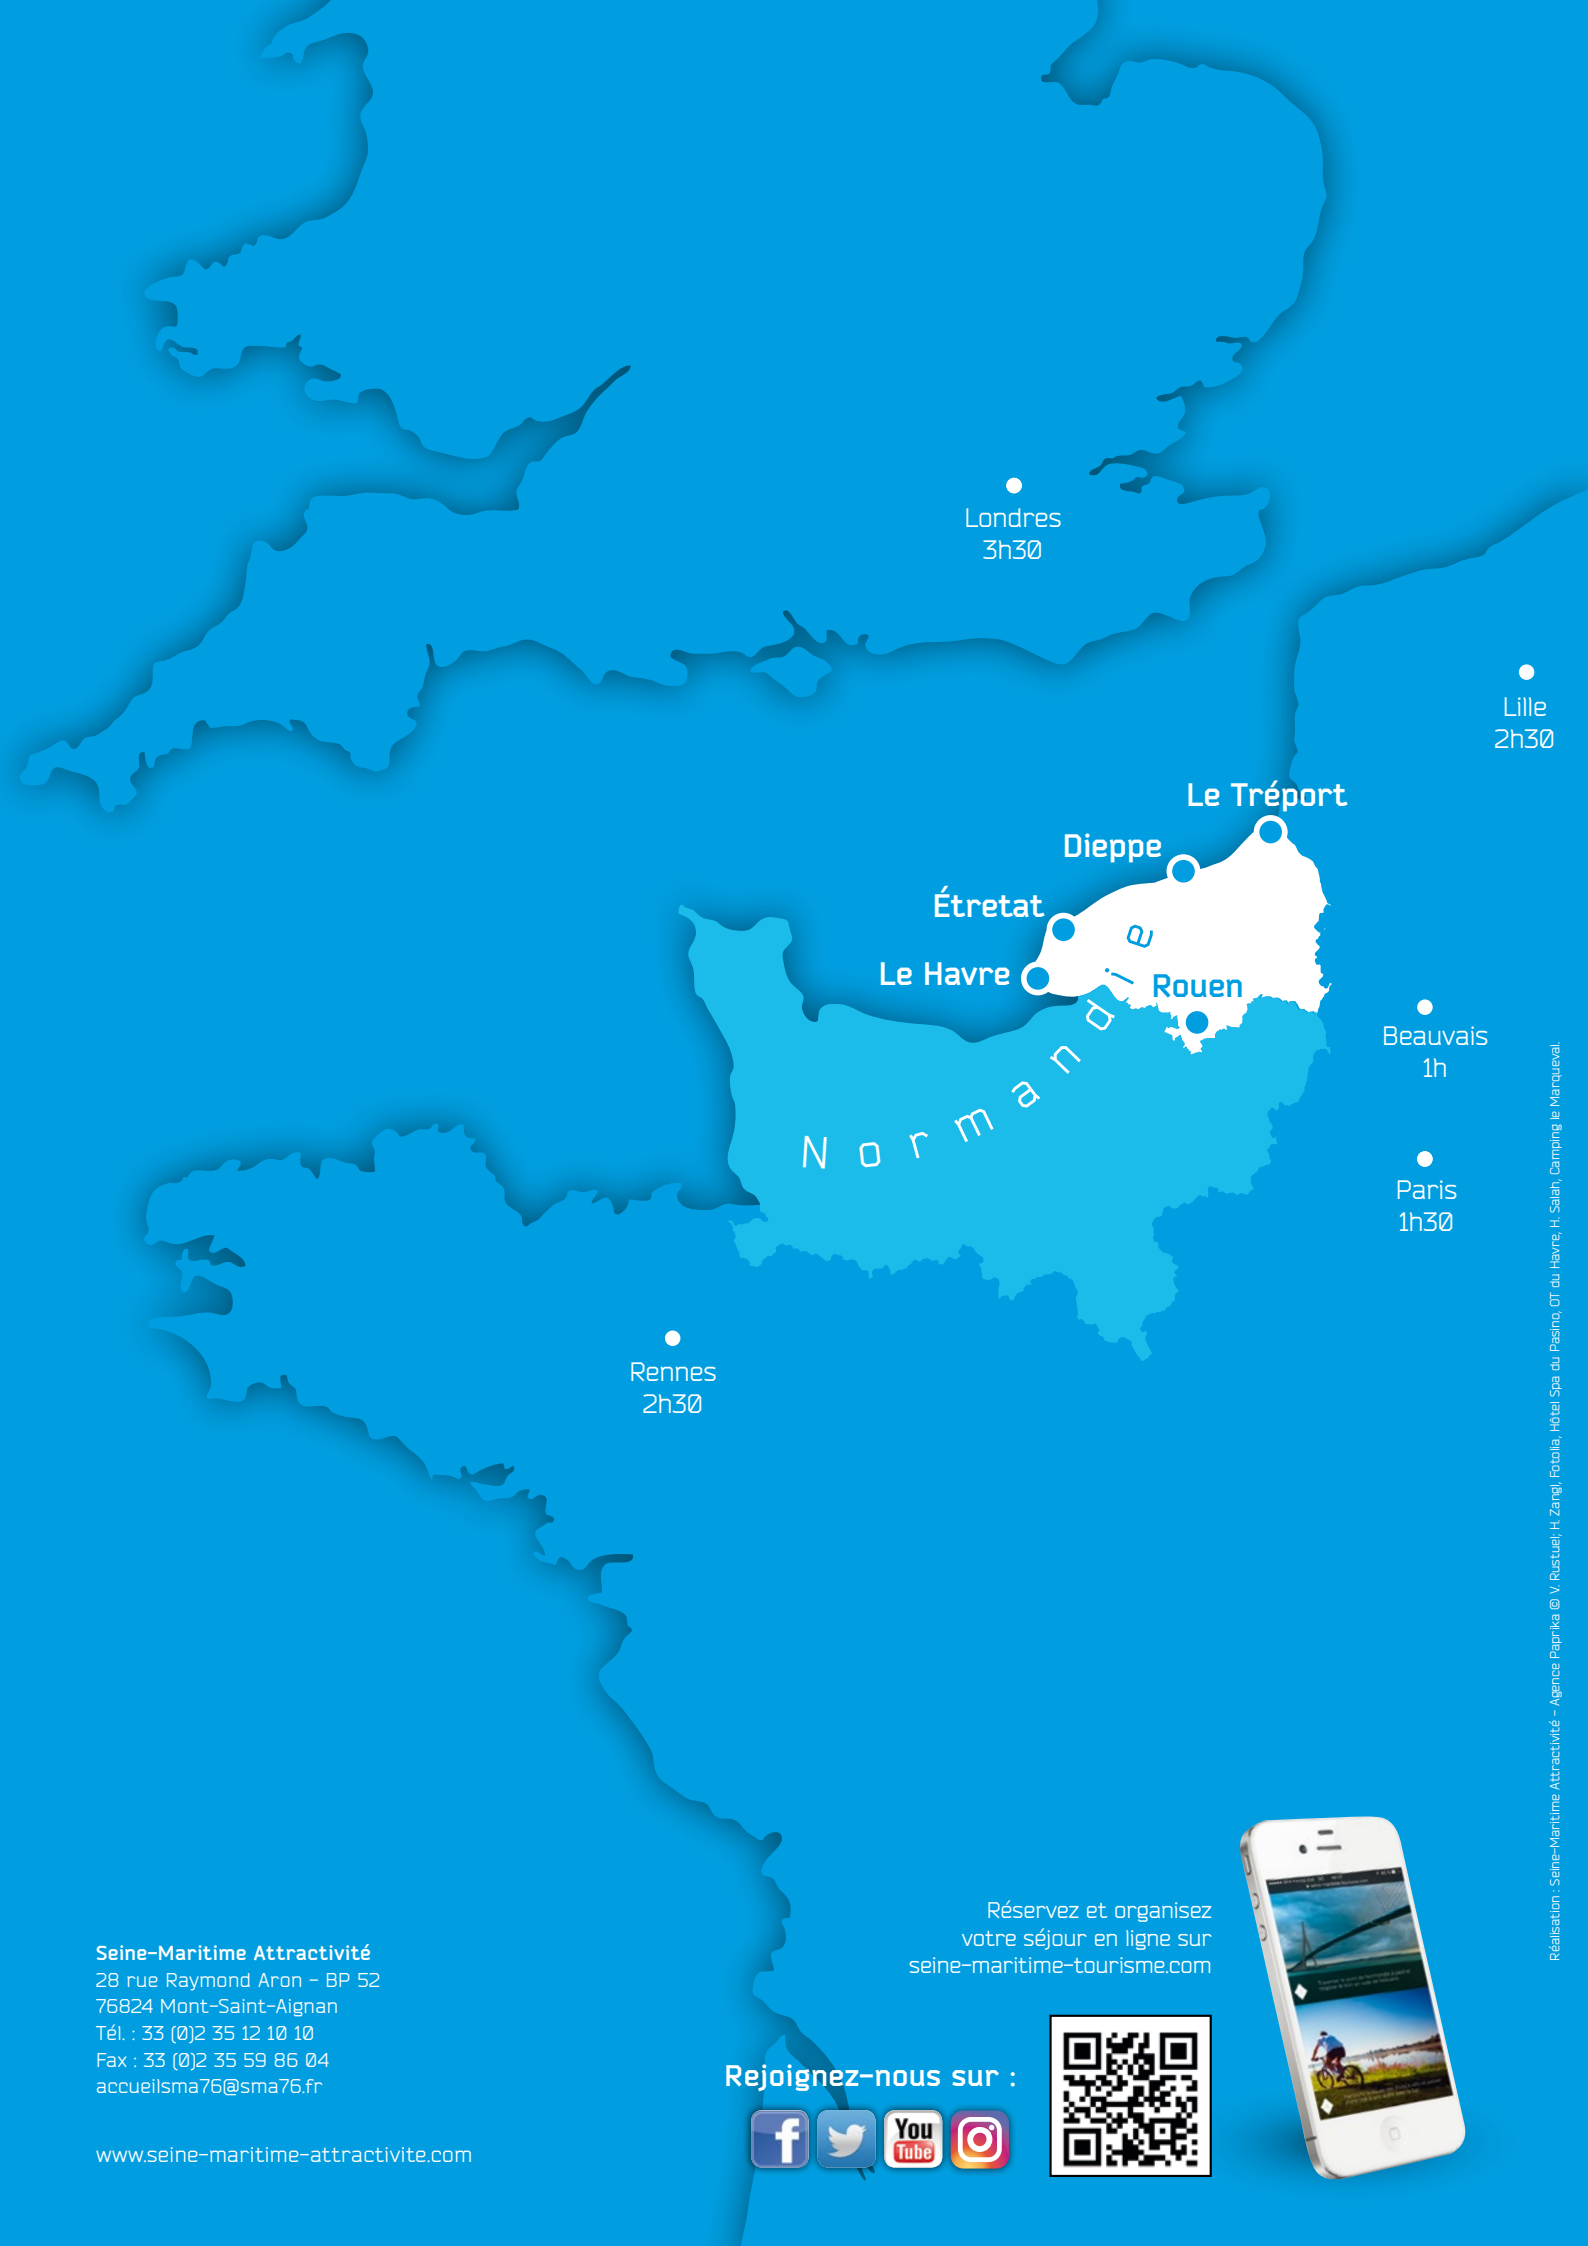 Londres
3h30
Lille
2h30
Le Tréport
Dieppe
Étretat
Le Havre
Rouen
Normandie
Beauvais
1h
Paris
1h30
Rennes
2h30
Réalisation : Seine-Maritime Attractivité - Agence Paprika © V. Rustuel; H. Zangl, Fotolia, Hôtel Spa du Pasino, OT du Havre, H. Salah, Camping le Marqueval.
Réservez et organisez
votre séjour en ligne sur
seine-maritime-tourisme.com
Seine-Maritime Attractivité
28 rue Raymond Aron - BP 52
76824 Mont-Saint-Aignan
Tél. : 33 (0)2 35 12 10 10
Fax : 33 (0)2 35 59 86 04
accueilsma76@sma76.fr
www.seine-maritime-attractivite.com
Rejoignez-nous sur :
f
You
Tube